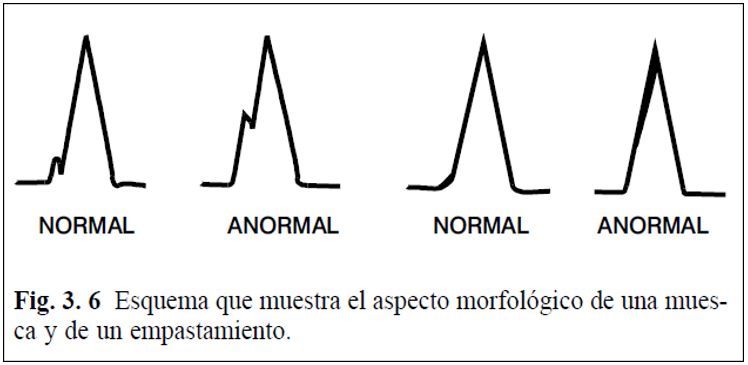 NORMAL ANORMAL NORMAL ANORMAL
Fig. 3. 6 Esquema que muestra el aspecto morfológico de una mues-
ca y de un empastamiento.